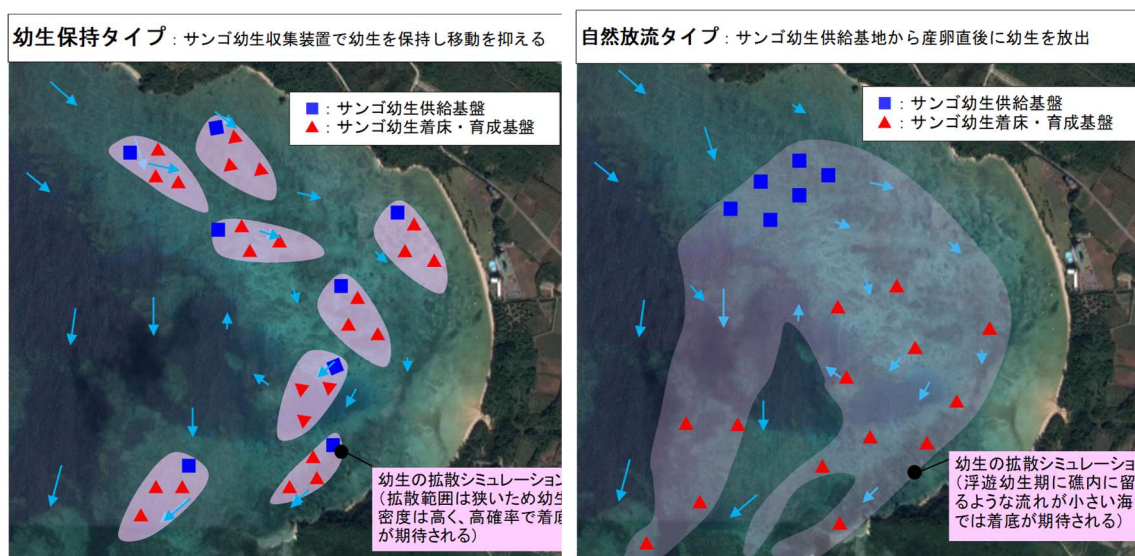 幼生保持タイプ：サンゴ幼生収集装置で幼生を保持し移動を抑える
■：サンゴ幼生供給基盤
▲：サンゴ幼生着床・育成基盤
幼生の拡散シミュレーション
（拡散範囲は狭いため幼生
密度は高く、高確率で着底
が期待される）
自然放流タイプ：サンゴ幼生供給基地から産卵直後に幼生を放出
■：サンゴ幼生供給基盤
▲：サンゴ幼生着床・育成基盤
幼生の拡散シミュレーショ
（浮遊幼生期に礁内に留
るような流れが小さい海
では着底が期待される）